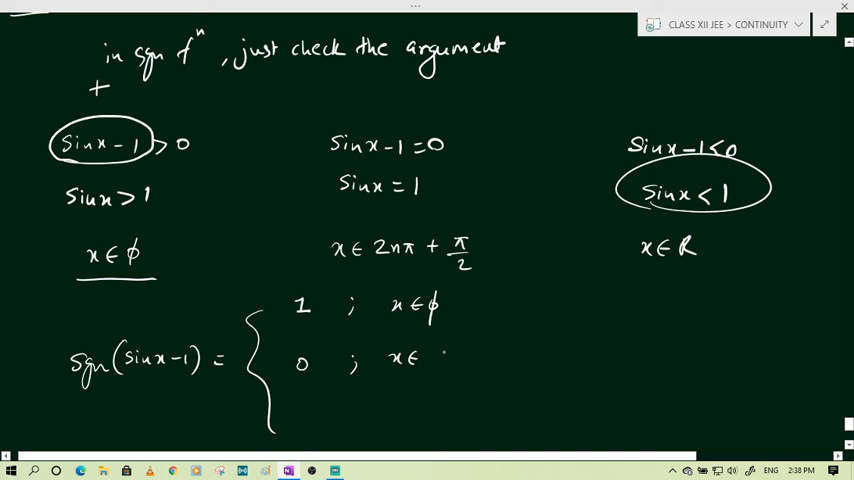 CLASS XII JEE > CONTINUITY
in sgn fⁿ, just check the argument
+
sinx - 1 > 0
sinx > 1
x ∈ ϕ
sinx - 1 = 0
sinx = 1
x ∈ 2nπ + π/2
sinx - 1 < 0
sinx < 1
x ∈ R
1 ; x ∈ ϕ
sgn(sinx - 1) = { 0 ; x ∈
ENG 2:38 PM